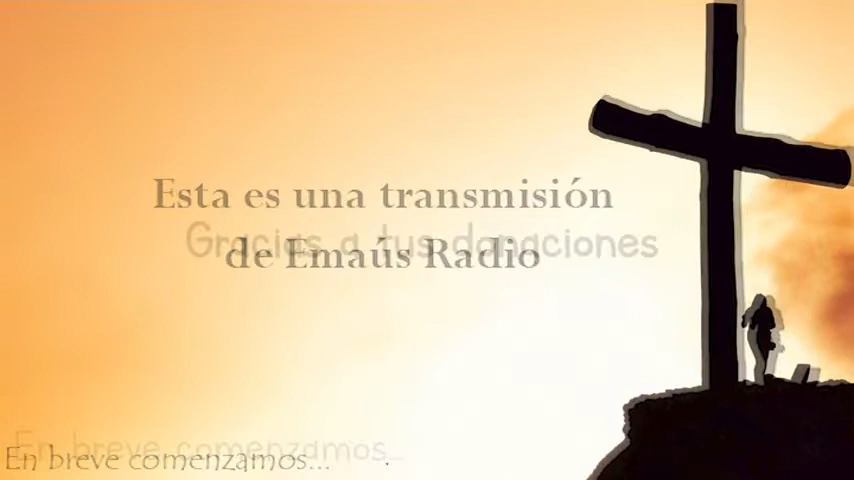 Esta es una transmisión
Gracias a tus donaciones
de Emaús Radio
En breve comenzamos...
En breve comenzamos...